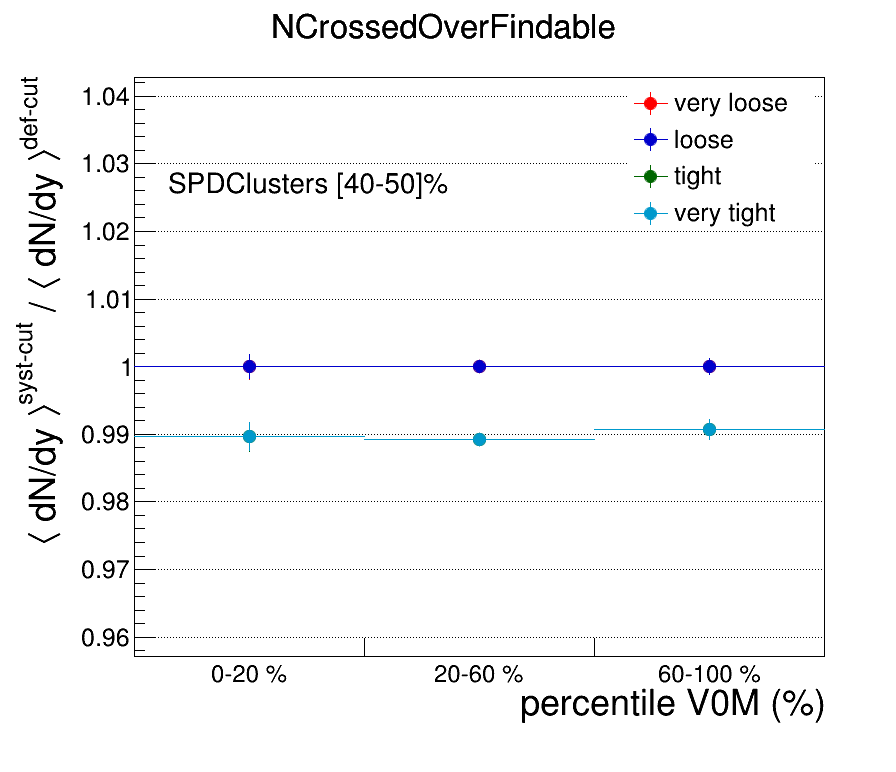 NCrossedOverFindable
⟨ dN/dy ⟩^syst-cut / ⟨ dN/dy ⟩^def-cut
1.04
1.03
1.02
1.01
1
0.99
0.98
0.97
0.96
SPDClusters [40-50]%
very loose
loose
tight
very tight
0-20 %
20-60 %
60-100 %
percentile V0M (%)